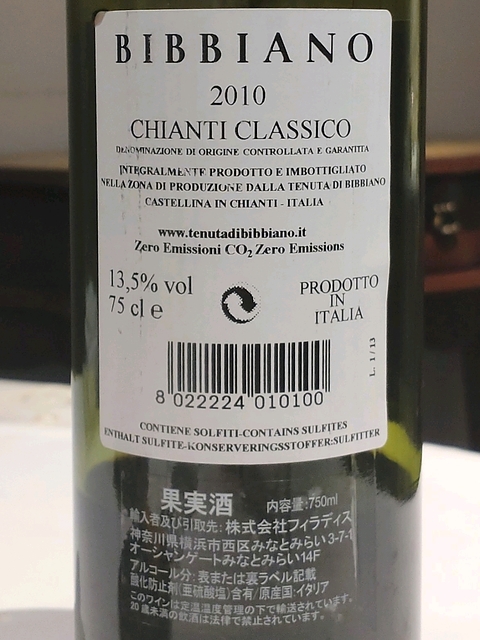 BIBBIANO
2010
CHIANTI CLASSICO
DENOMINAZIONE DI ORIGINE CONTROLLATA E GARANTITA
INTEGRALMENTE PRODOTTO E IMBOTTIGLIATO
NELLA ZONA DI PRODUZIONE DALLA TENUTA DI BIBBIANO
CASTELLINA IN CHIANTI - ITALIA
www.tenutadibibbiano.it
Zero Emissioni CO₂ Zero Emissions
13,5% vol
75 cl e
PRODOTTO
IN
ITALIA
L. 1/13
8 022224 010100
CONTIENE SOLFITI-CONTAINS SULFITES
ENTHALT SULFITE-KONSERVERINGSSTOFFER:SULFITTER
果実酒 内容量:750ml
輸入者及び引取先: 株式会社フィラディス
神奈川県横浜市西区みなとみらい3-7-1
オーシャンゲートみなとみらい14F
アルコール分: 表または裏ラベル記載
酸化防止剤(亜硫酸塩)含有/原産国:イタリア
このワインは定温湿度管理の下で輸送されています。
20歳未満の飲酒は法律で禁止されています。